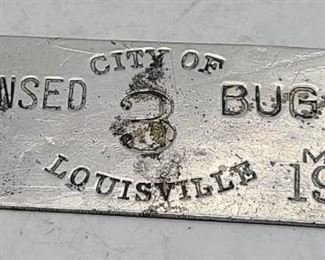 CITY OF
NSED 3 BUG
LOUISVILLE
M
19